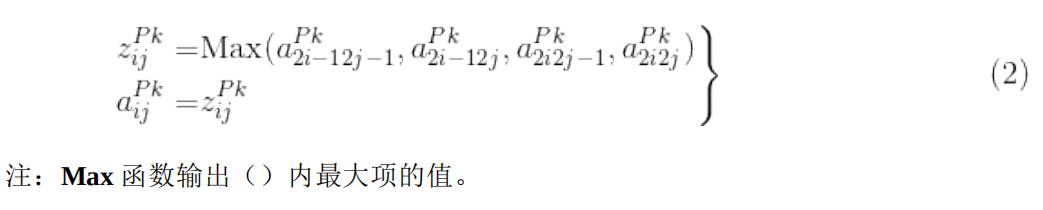 z_{ij}^{Pk} =Max(a_{2i-12j-1}^{Pk}, a_{2i-12j}^{Pk}, a_{2i2j-1}^{Pk}, a_{2i2j}^{Pk}) } (2)
a_{ij}^{Pk} =z_{ij}^{Pk}
注：Max 函数输出（）内最大项的值。